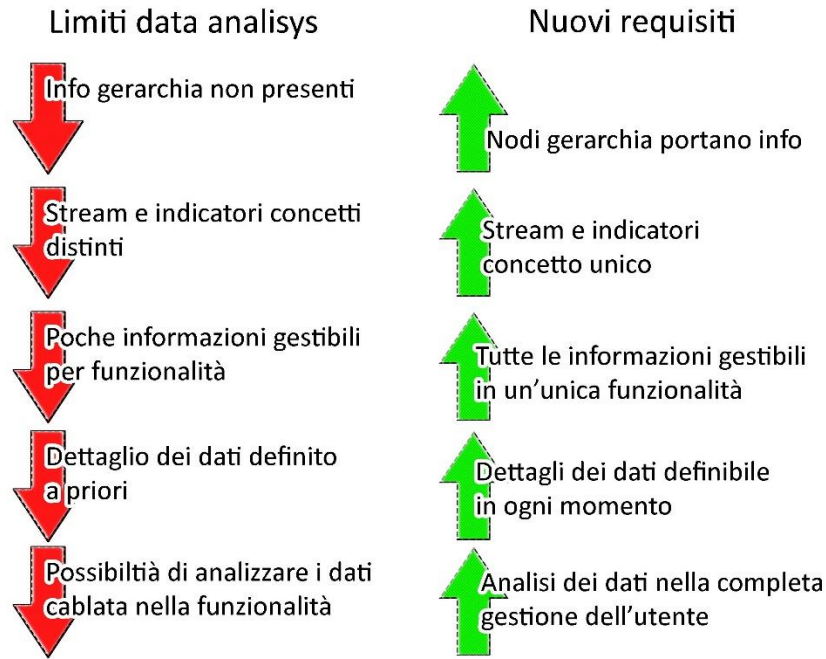 Limiti data analisys
Info gerarchia non presenti
Stream e indicatori concetti
distinti
Poche informazioni gestibili
per funzionalità
Dettaglio dei dati definito
a priori
Possibiltià di analizzare i dati
cablata nella funzionalità
Nuovi requisiti
Nodi gerarchia portano info
Stream e indicatori
concetto unico
Tutte le informazioni gestibili
in un'unica funzionalità
Dettagli dei dati definibile
in ogni momento
Analisi dei dati nella completa
gestione dell'utente